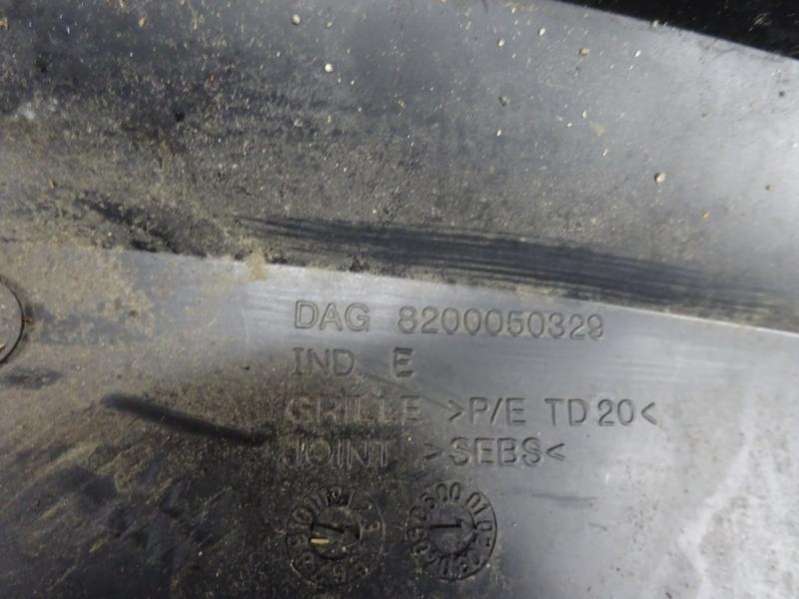 DAG 8200050329
IND E
GRILLE >P/E TD20<
JOINT >SEBS<